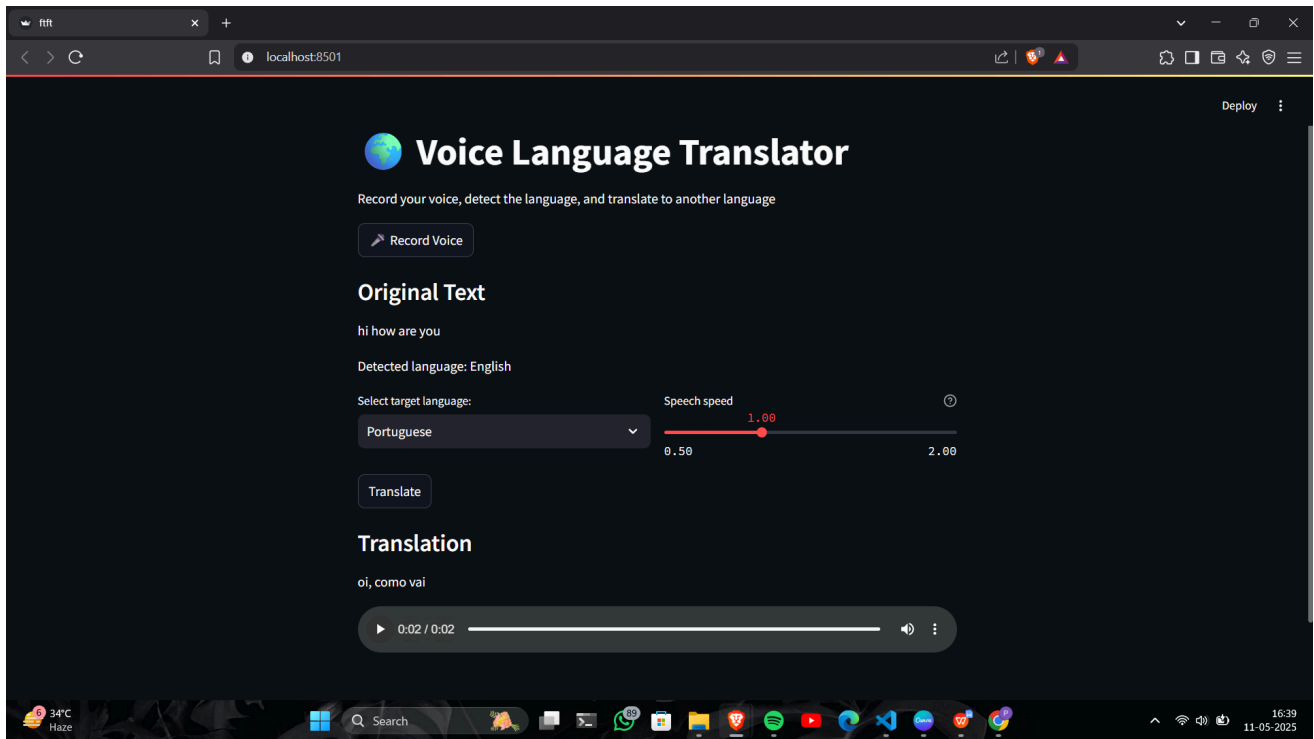 ftft
localhost:8501
1
Deploy
Voice Language Translator
Record your voice, detect the language, and translate to another language
Record Voice
Original Text
hi how are you
Detected language: English
Select target language:
Speech speed
1.00
Portuguese
0.50
2.00
Translate
Translation
oi, como vai
0:02 / 0:02
6
34°C
Haze
Search
89
Canva
P
16:39
11-05-2025